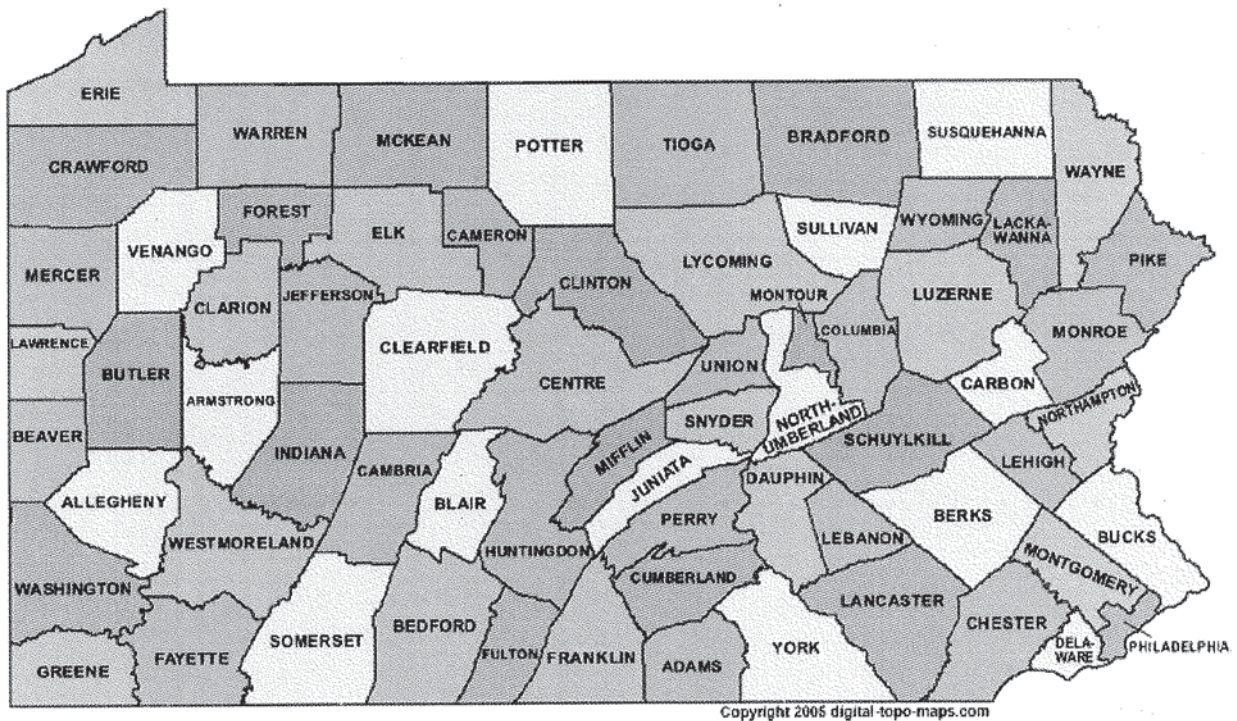 ERIE
WARREN
MCKEAN
POTTER
TIOGA
BRADFORD
SUSQUEHANNA
WAYNE
CRAWFORD
FOREST
ELK
CAMERON
SULLIVAN
WYOMING
LACKA-
WANNA
VENANGO
PIKE
MERCER
CLARION
JEFFERSON
CLINTON
LYCOMING
MONTOUR
COLUMBIA
LUZERNE
MONROE
LAWRENCE
BUTLER
ARMSTRONG
CLEARFIELD
CENTRE
UNION
CARBON
NORTHAMPTON
BEAVER
INDIANA
CAMBRIA
SNYDER
NORTH-
UMBERLAND
MIFFLIN
JUNIATA
SCHUYLKILL
LEHIGH
ALLEGHENY
BLAIR
DAUPHIN
BERKS
BUCKS
WESTMORELAND
HUNTINGDON
PERRY
LEBANON
MONTGOMERY
WASHINGTON
CUMBERLAND
LANCASTER
CHESTER
SOMERSET
BEDFORD
YORK
DELA-
WARE
PHILADELPHIA
GREENE
FAYETTE
FULTON
FRANKLIN
ADAMS
Copyright 2005 digital-topo-maps.com